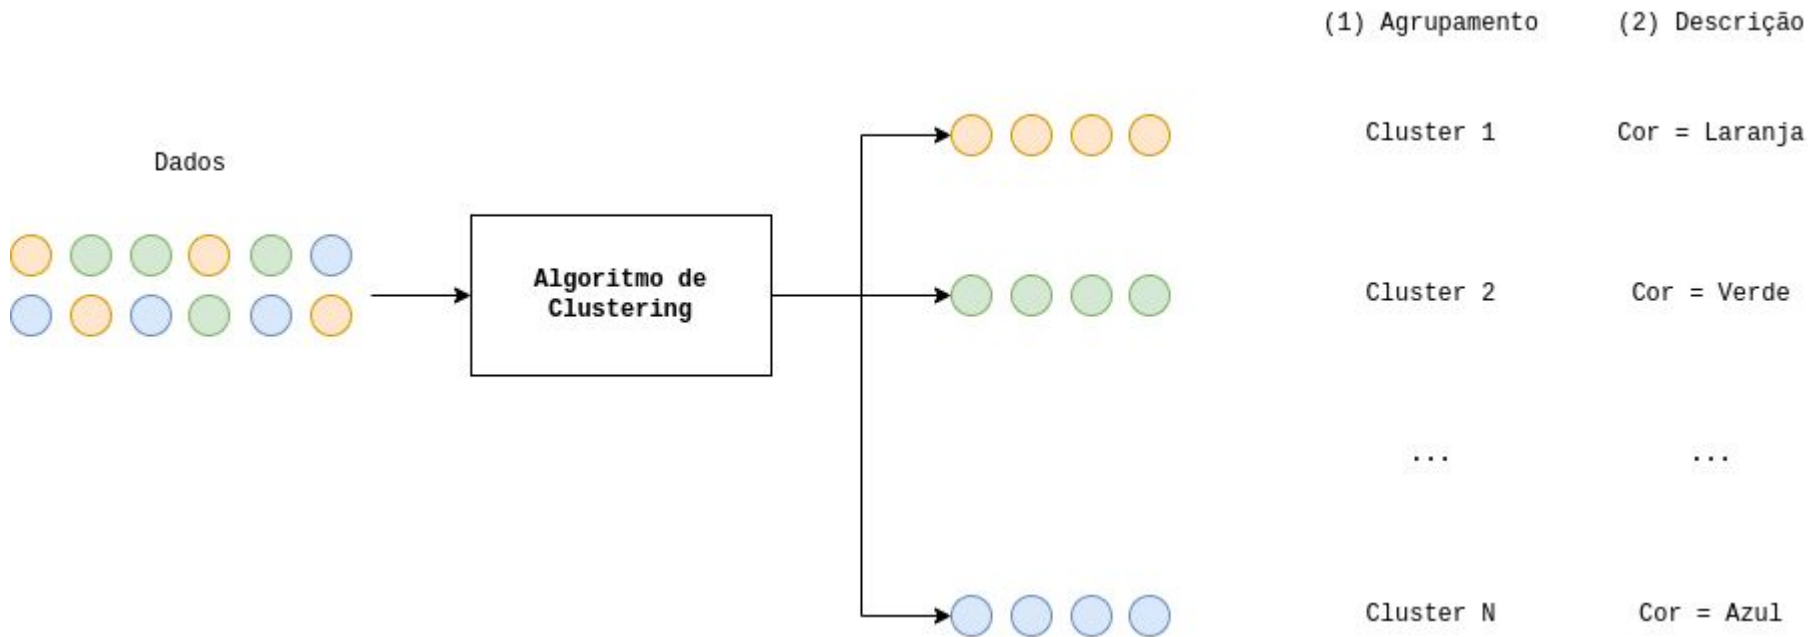 (1) Agrupamento
(2) Descrição
Dados
Cluster 1
Cor = Laranja
Algoritmo de
Clustering
Cluster 2
Cor = Verde
...
...
Cluster N
Cor = Azul